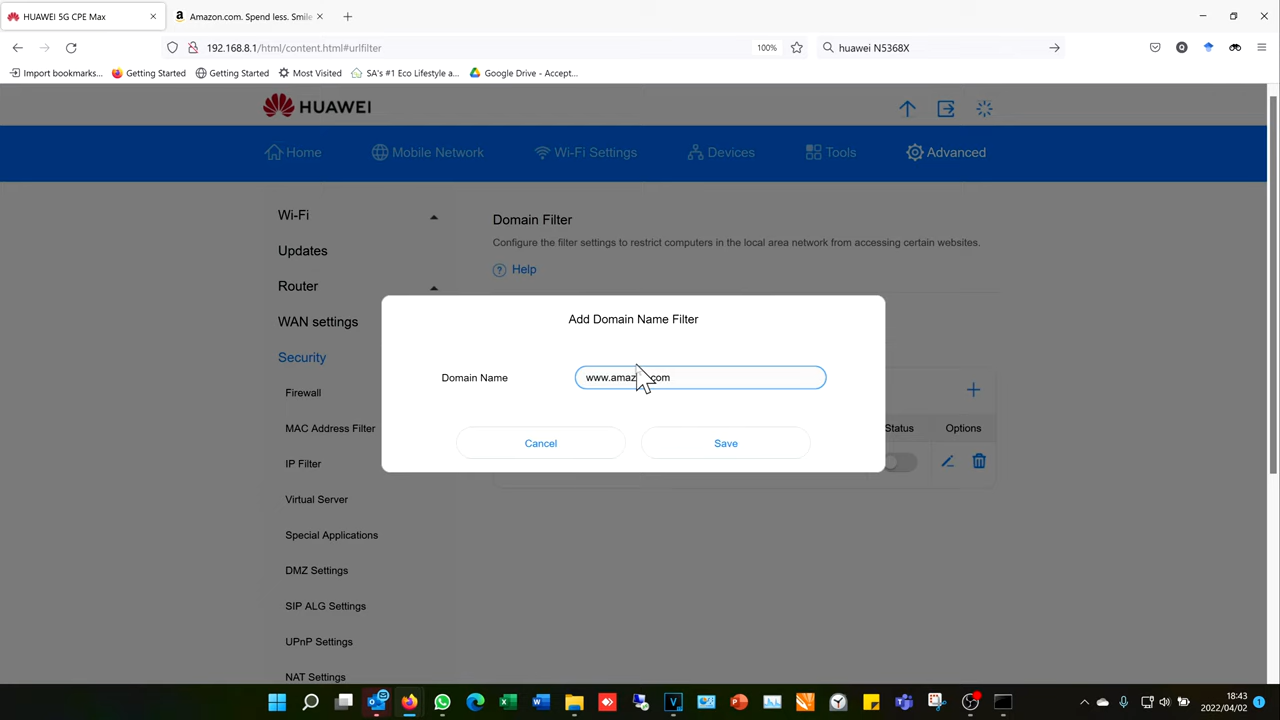 HUAWEI 5G CPE Max
Amazon.com. Spend less. Smile
192.168.8.1/html/content.html#urlfilter
100%
huawei N5368X
Import bookmarks...
Getting Started
Getting Started
Most Visited
SA's #1 Eco Lifestyle a...
Google Drive - Accept...
HUAWEI
Home
Mobile Network
Wi-Fi Settings
Devices
Tools
Advanced
Wi-Fi
Updates
Router
WAN settings
Security
Firewall
MAC Address Filter
IP Filter
Virtual Server
Special Applications
DMZ Settings
SIP ALG Settings
UPnP Settings
NAT Settings
Domain Filter
Configure the filter settings to restrict computers in the local area network from accessing certain websites.
Help
Status
Options
Add Domain Name Filter
Domain Name
Cancel
Save
18:43
2022/04/02